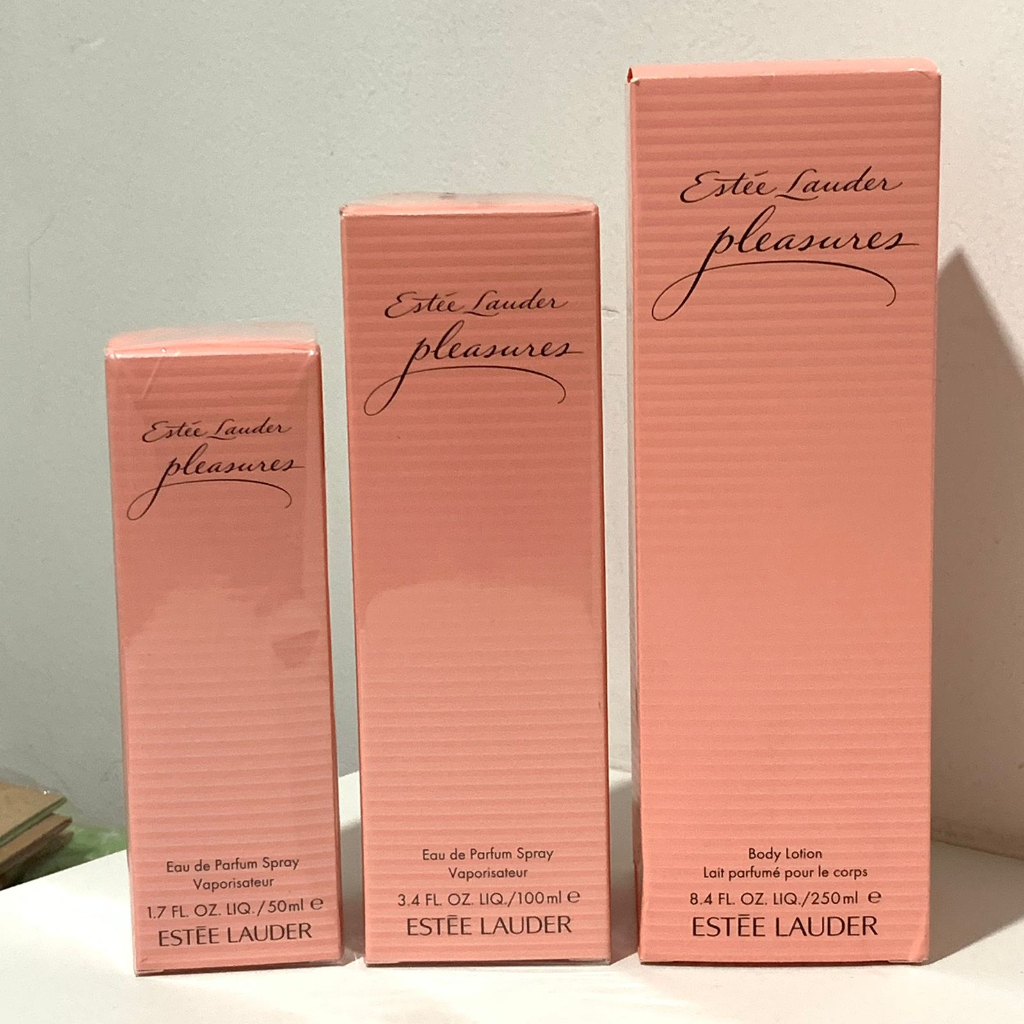 Estée Lauder
pleasures
Eau de Parfum Spray
Vaporisateur
1.7 FL. OZ. LIQ./50ml ℮
ESTĒE LAUDER
Estée Lauder
pleasures
Eau de Parfum Spray
Vaporisateur
3.4 FL. OZ. LIQ./100ml ℮
ESTĒE LAUDER
Estée Lauder
pleasures
Body Lotion
Lait parfumé pour le corps
8.4 FL. OZ. LIQ./250ml ℮
ESTĒE LAUDER